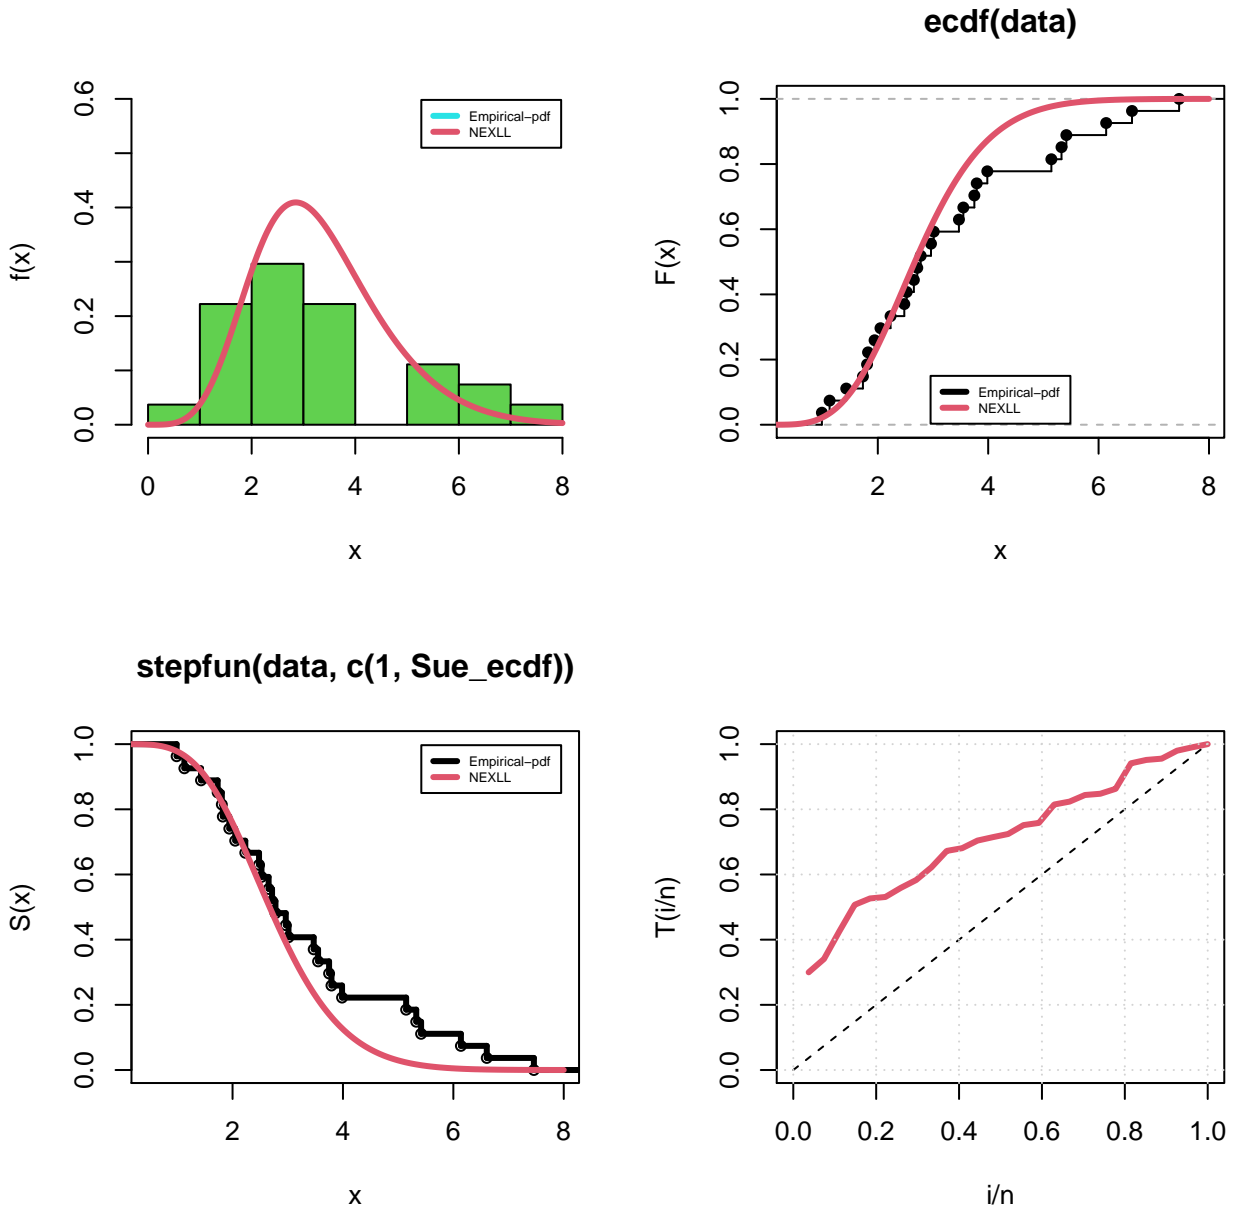 0.6
0.4
0.2
0.0
f(x)
0 2 4 6 8
x
Empirical−pdf
NEXLL
ecdf(data)
1.0
0.8
0.6
0.4
0.2
0.0
F(x)
2 4 6 8
x
Empirical−pdf
NEXLL
stepfun(data, c(1, Sue_ecdf))
1.0
0.8
0.6
0.4
0.2
0.0
S(x)
2 4 6 8
x
Empirical−pdf
NEXLL
1.0
0.8
0.6
0.4
0.2
0.0
T(i/n)
0.0 0.2 0.4 0.6 0.8 1.0
i/n